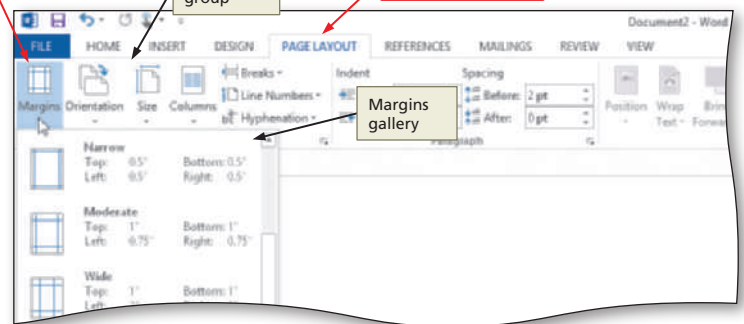 group
Document2 - Word
FILE HOME INSERT DESIGN PAGE LAYOUT REFERENCES MAILINGS REVIEW VIEW
Margins Orientation Size Columns
Breaks
Line Numbers
Hyphenation
Indent
Spacing
Before: 2 pt
After: 0 pt
Position
Wrap Text
Margins
gallery
Narrow
Top: 0.5" Bottom: 0.5"
Left: 0.5" Right: 0.5"
Moderate
Top: 1" Bottom: 1"
Left: 0.75" Right: 0.75"
Wide
Top: 1" Bottom: 1"
Left: